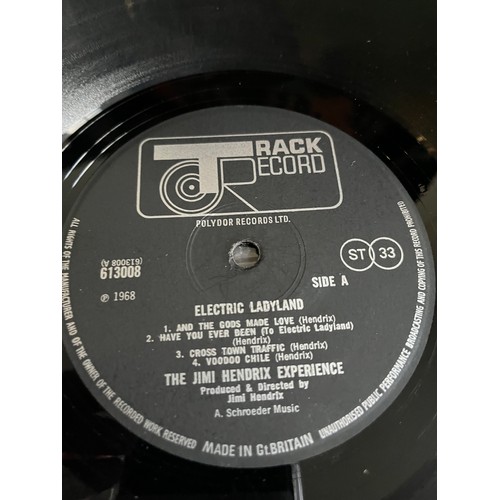 TRACK
RECORD
POLYDOR RECORDS LTD.
(613008 A)
613008
℗ 1968
SIDE A
ST 33
ELECTRIC LADYLAND
1. AND THE GODS MADE LOVE (Hendrix)
2. HAVE YOU EVER BEEN (To Electric Ladyland)
(Hendrix)
3. CROSS TOWN TRAFFIC (Hendrix)
4. VOODOO CHILE (Hendrix)
THE JIMI HENDRIX EXPERIENCE
Produced & Directed by
Jimi Hendrix
A. Schroeder Music
ALL RIGHTS OF THE MANUFACTURER AND OF THE OWNER OF THE RECORDED WORK RESERVED
UNAUTHORISED PUBLIC PERFORMANCE BROADCASTING AND COPYING OF THIS RECORD PROHIBITED
MADE IN Gt.BRITAIN